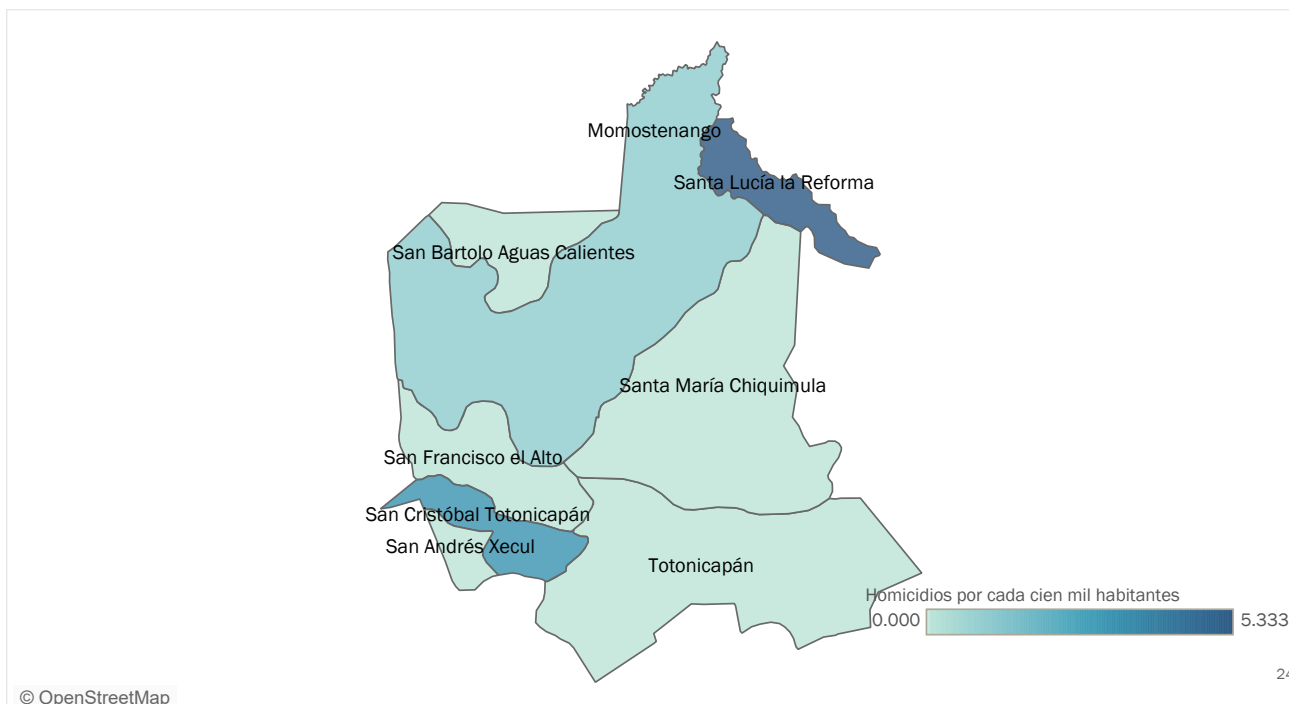 Momostenango
Santa Lucía la Reforma
San Bartolo Aguas Calientes
Santa María Chiquimula
San Francisco el Alto
San Cristóbal Totonicapán
San Andrés Xecul
Totonicapán
Homicidios por cada cien mil habitantes
0.000 5.333
24
© OpenStreetMap